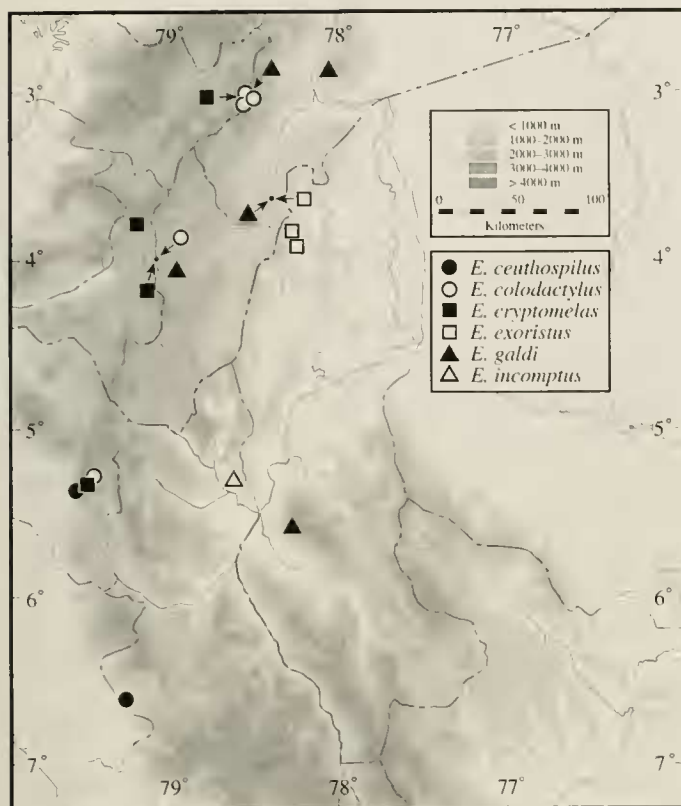 79° 78° 77°
3° 3°
< 1000 m
1000–2000 m
2000–3000 m
3000–4000 m
> 4000 m
0 50 100
Kilometers
4° 4°
E. ceuthospilus
E. colodactylus
E. cryptomelas
E. exoristus
E. galdi
E. incomptus
5° 5°
6° 6°
7° 7°
79° 78° 77°